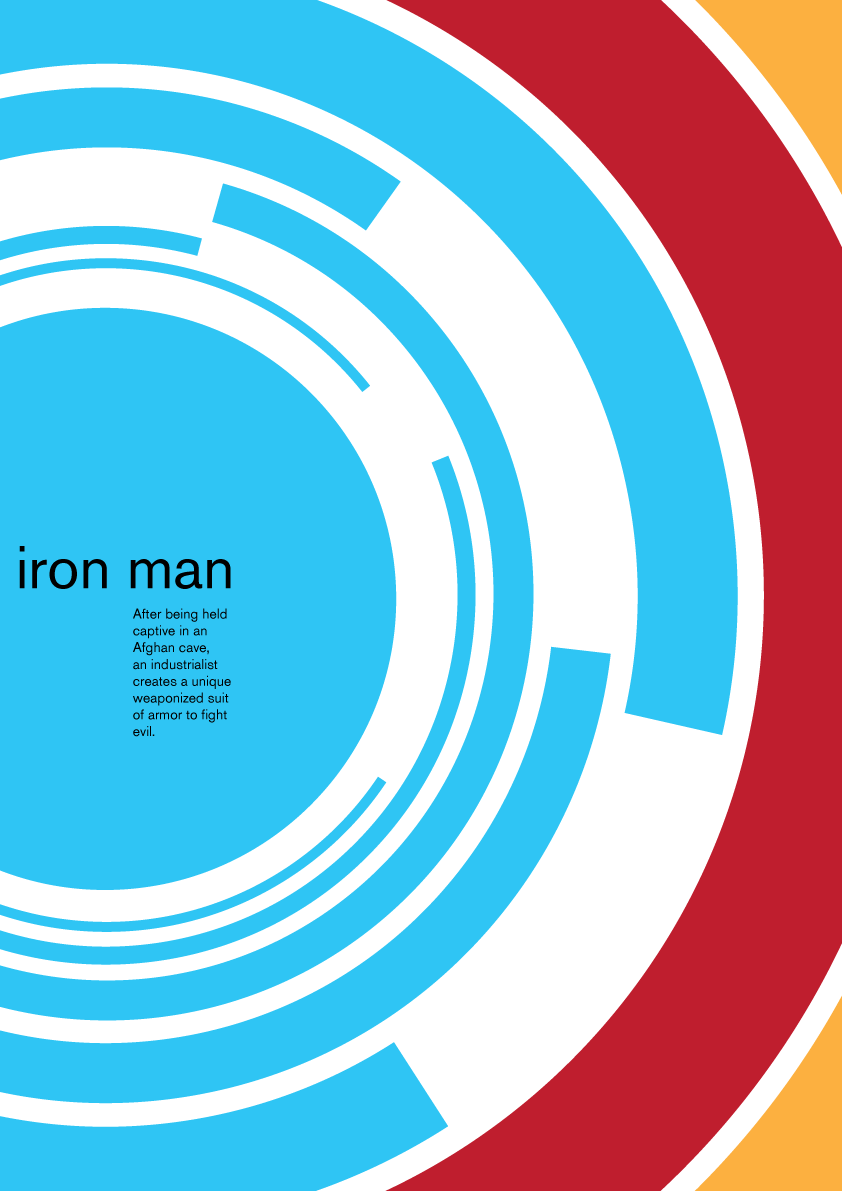 iron man
After being held
captive in an
Afghan cave,
an industrialist
creates a unique
weaponized suit
of armor to fight
evil.